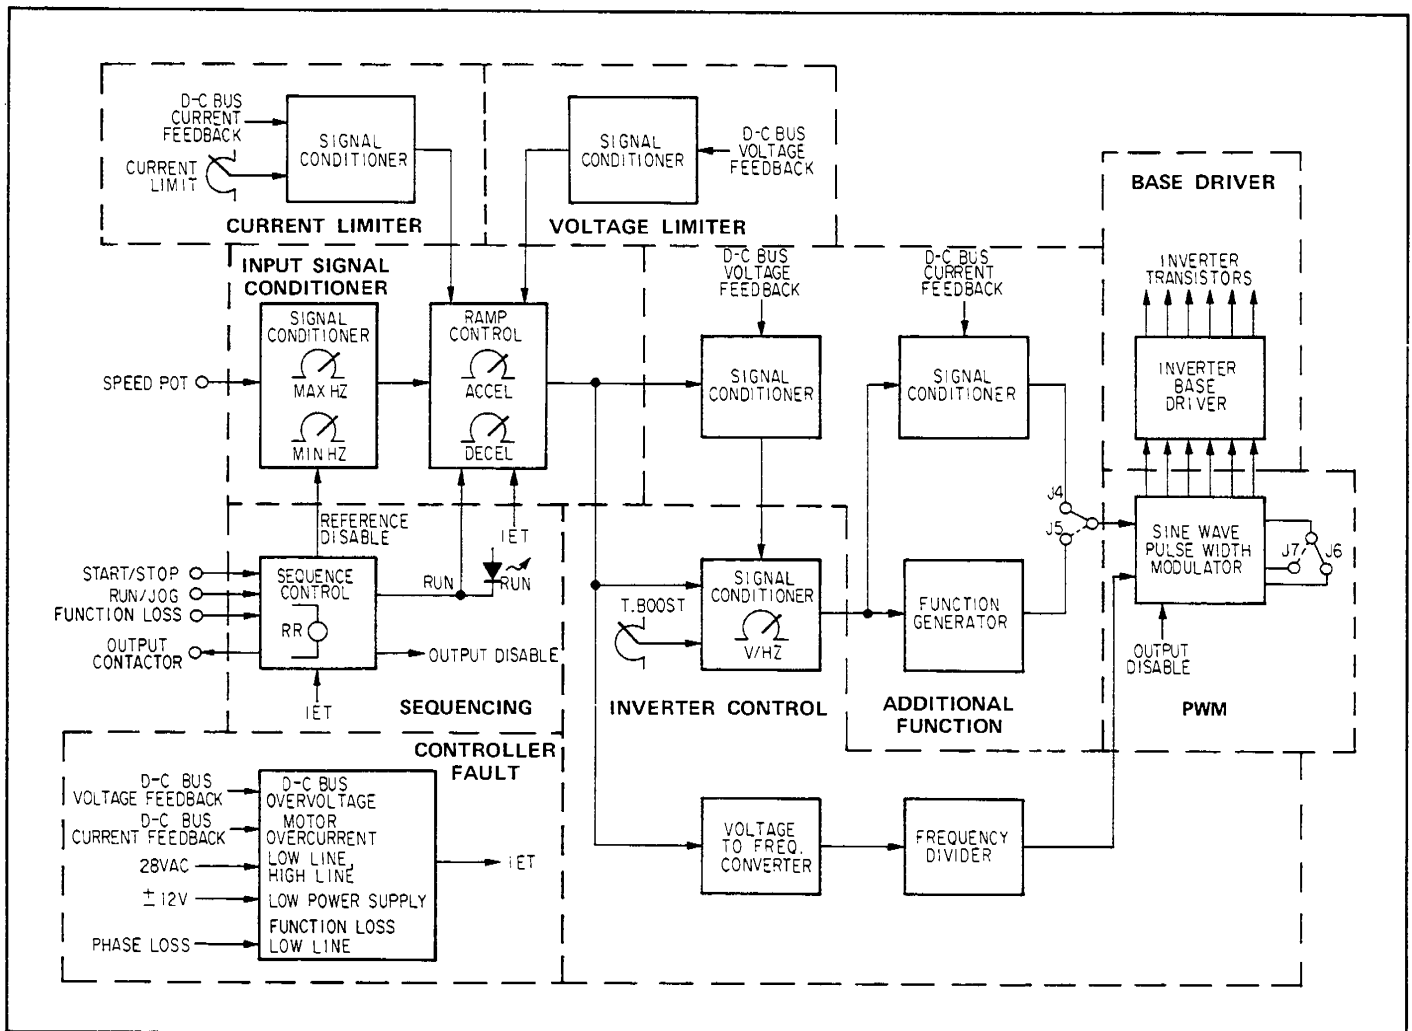 D-C BUS
CURRENT
FEEDBACK
CURRENT
LIMIT
SIGNAL
CONDITIONER
CURRENT LIMITER
SIGNAL
CONDITIONER
D-C BUS
VOLTAGE
FEEDBACK
VOLTAGE LIMITER
BASE DRIVER
INVERTER
TRANSISTORS
INVERTER
BASE
DRIVER
INPUT SIGNAL
CONDITIONER
SPEED POT
SIGNAL
CONDITIONER
MAX HZ
MIN HZ
RAMP
CONTROL
ACCEL
DECEL
D-C BUS
VOLTAGE
FEEDBACK
SIGNAL
CONDITIONER
D-C BUS
CURRENT
FEEDBACK
SIGNAL
CONDITIONER
REFERENCE
DISABLE
IET
START/STOP
RUN/JOG
FUNCTION LOSS
OUTPUT
CONTACTOR
SEQUENCE
CONTROL
RR
RUN
RUN
OUTPUT DISABLE
IET
SEQUENCING
T.BOOST
SIGNAL
CONDITIONER
V/HZ
INVERTER CONTROL
FUNCTION
GENERATOR
ADDITIONAL
FUNCTION
J4
J5
SINE WAVE
PULSE WIDTH
MODULATOR
J7
J6
OUTPUT
DISABLE
PWM
CONTROLLER
FAULT
D-C BUS
VOLTAGE FEEDBACK
D-C BUS
CURRENT FEEDBACK
28VAC
± 12V
PHASE LOSS
D-C BUS
OVERVOLTAGE
MOTOR
OVERCURRENT
LOW LINE,
HIGH LINE
LOW POWER SUPPLY
FUNCTION LOSS
LOW LINE
IET
VOLTAGE
TO FREQ.
CONVERTER
FREQUENCY
DIVIDER